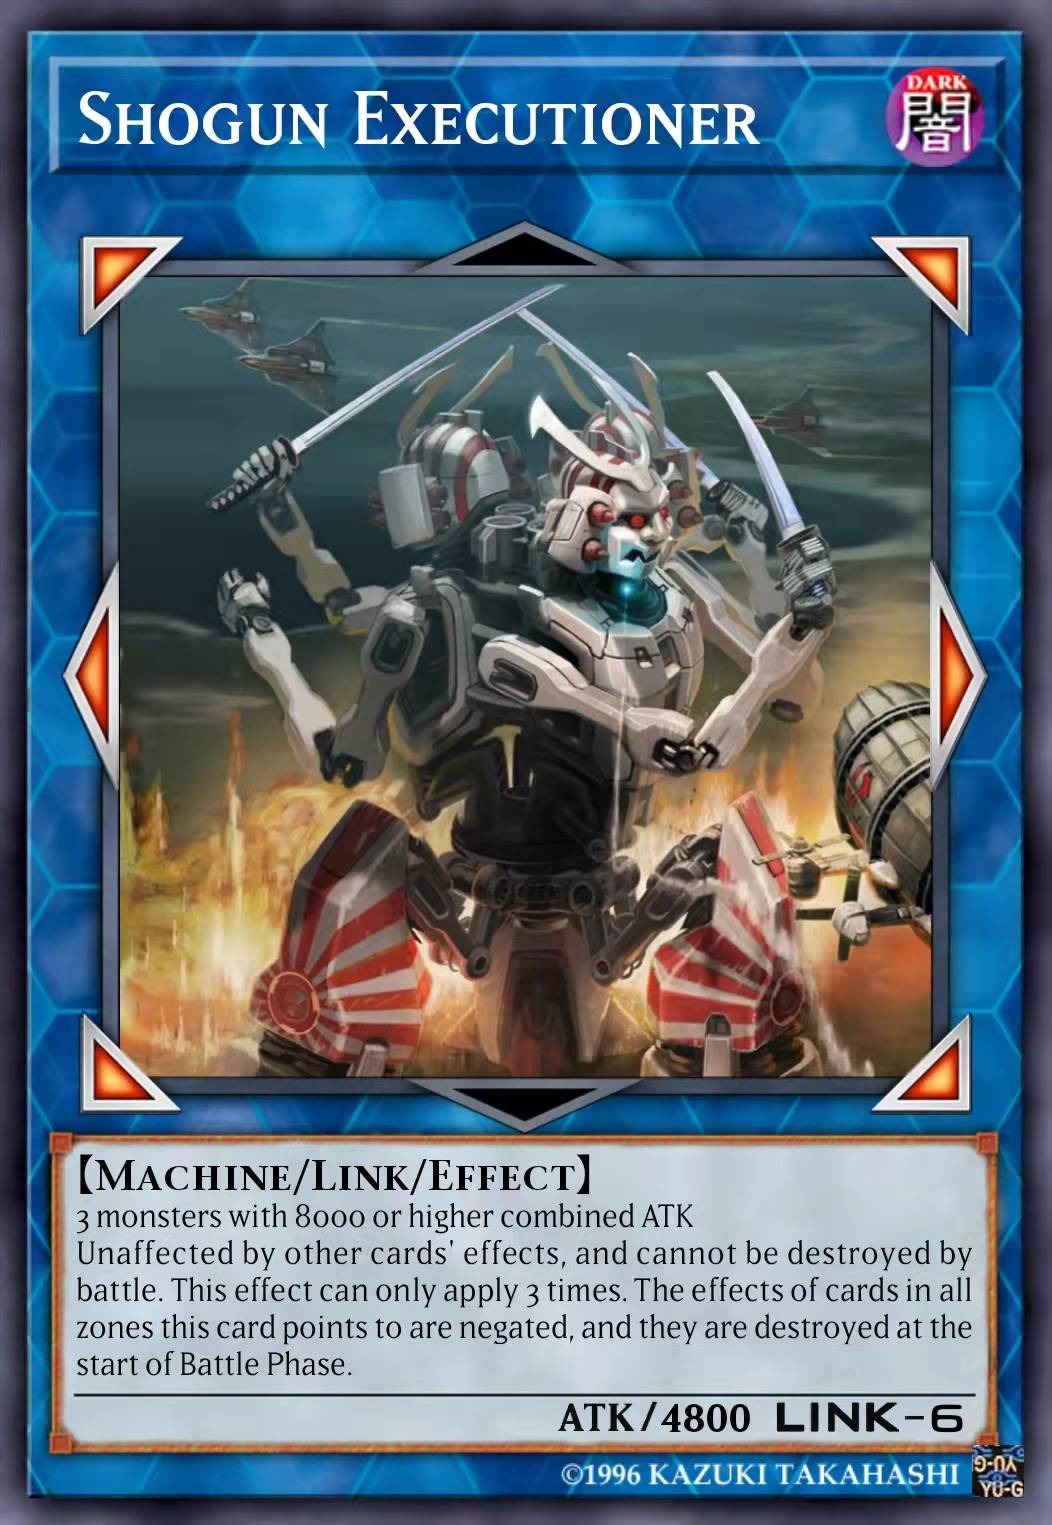 Shogun Executioner
DARK
闇
【Machine/Link/Effect】
3 monsters with 8000 or higher combined ATK
Unaffected by other cards' effects, and cannot be destroyed by
battle. This effect can only apply 3 times. The effects of cards in all
zones this card points to are negated, and they are destroyed at the
start of Battle Phase.
ATK/4800 LINK-6
©1996 KAZUKI TAKAHASHI